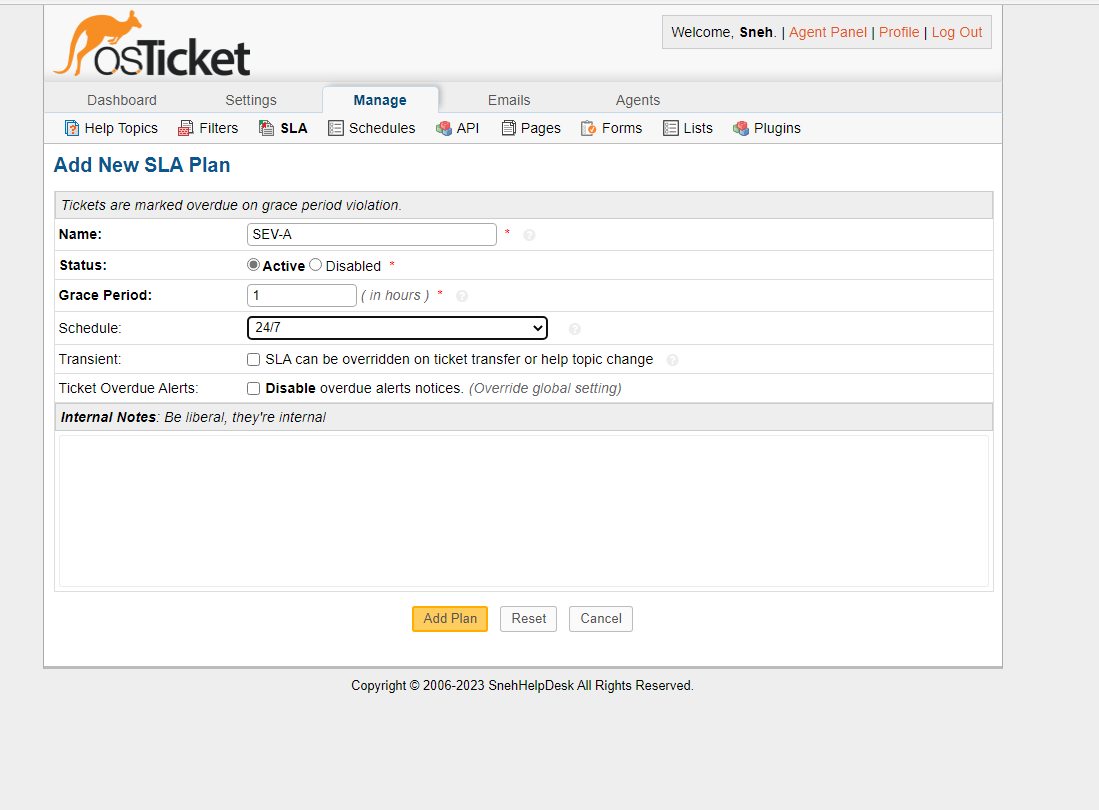 osTicket
Welcome, Sneh. | Agent Panel | Profile | Log Out
Dashboard Settings Manage Emails Agents
Help Topics Filters SLA Schedules API Pages Forms Lists Plugins
Add New SLA Plan
Tickets are marked overdue on grace period violation.
Name: SEV-A * ?
Status: Active Disabled *
Grace Period: 1 ( in hours ) * ?
Schedule: 24/7 ?
Transient: SLA can be overridden on ticket transfer or help topic change ?
Ticket Overdue Alerts: Disable overdue alerts notices. (Override global setting)
Internal Notes: Be liberal, they're internal
Add Plan Reset Cancel
Copyright © 2006-2023 SnehHelpDesk All Rights Reserved.